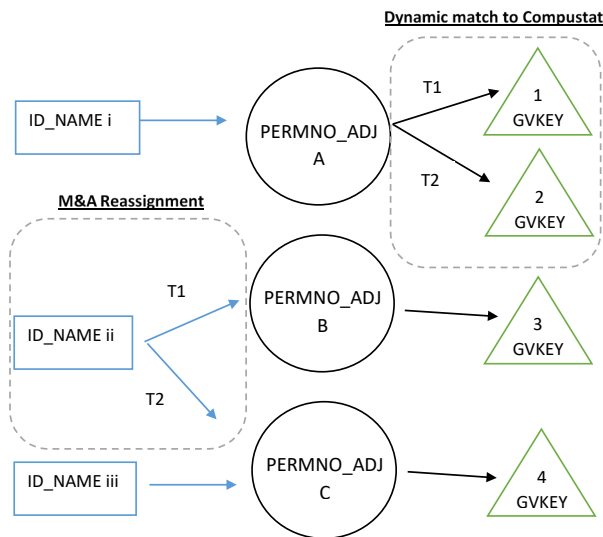 Dynamic match to Compustat
T1
1
GVKEY
ID_NAME i
PERMNO_ADJ
A
T2
2
GVKEY
M&A Reassignment
T1
PERMNO_ADJ
B
3
GVKEY
ID_NAME ii
T2
ID_NAME iii
PERMNO_ADJ
C
4
GVKEY